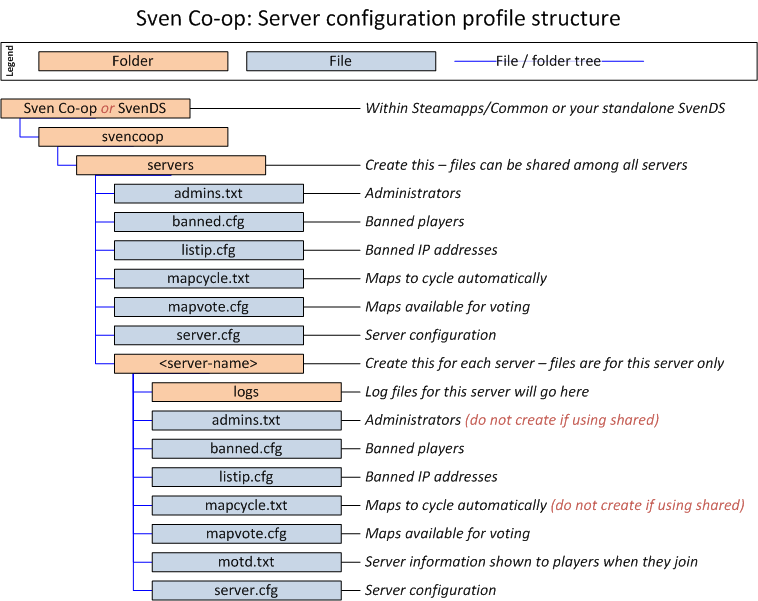 Sven Co-op: Server configuration profile structure
Legend
Folder
File
File / folder tree
Sven Co-op or SvenDS
Within Steamapps/Common or your standalone SvenDS
svencoop
servers
Create this – files can be shared among all servers
admins.txt
Administrators
banned.cfg
Banned players
listip.cfg
Banned IP addresses
mapcycle.txt
Maps to cycle automatically
mapvote.cfg
Maps available for voting
server.cfg
Server configuration
<server-name>
Create this for each server – files are for this server only
logs
Log files for this server will go here
admins.txt
Administrators (do not create if using shared)
banned.cfg
Banned players
listip.cfg
Banned IP addresses
mapcycle.txt
Maps to cycle automatically (do not create if using shared)
mapvote.cfg
Maps available for voting
motd.txt
Server information shown to players when they join
server.cfg
Server configuration